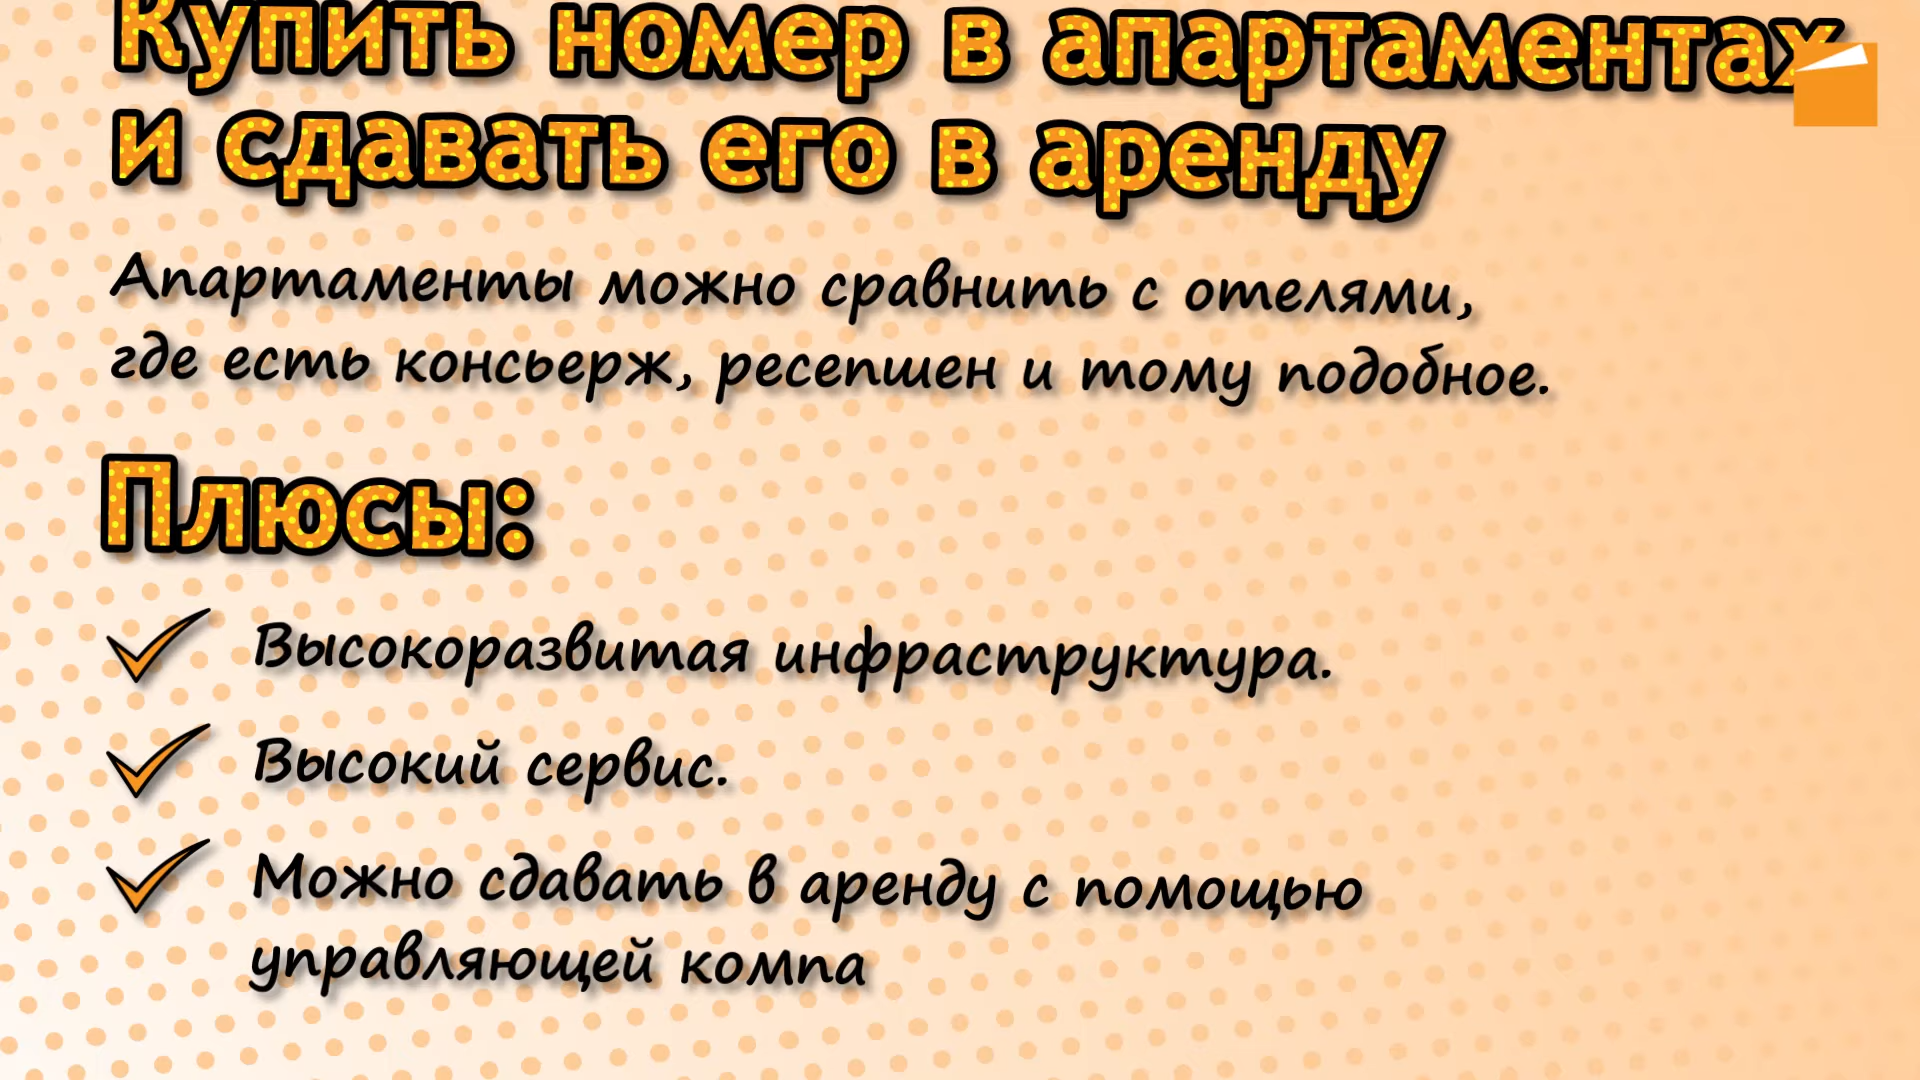 Купить номер в апартаментах
и сдавать его в аренду
Апартаменты можно сравнить с отелями,
где есть консьерж, ресепшен и тому подобное.
Плюсы:
Высокоразвитая инфраструктура.
Высокий сервис.
Можно сдавать в аренду с помощью
управляющей компа